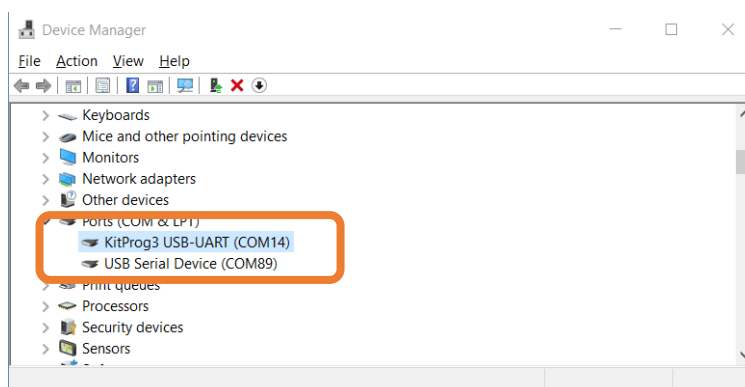 Device Manager
File Action View Help
Keyboards
Mice and other pointing devices
Monitors
Network adapters
Other devices
Ports (COM & LPT)
KitProg3 USB-UART (COM14)
USB Serial Device (COM89)
Print queues
Processors
Security devices
Sensors